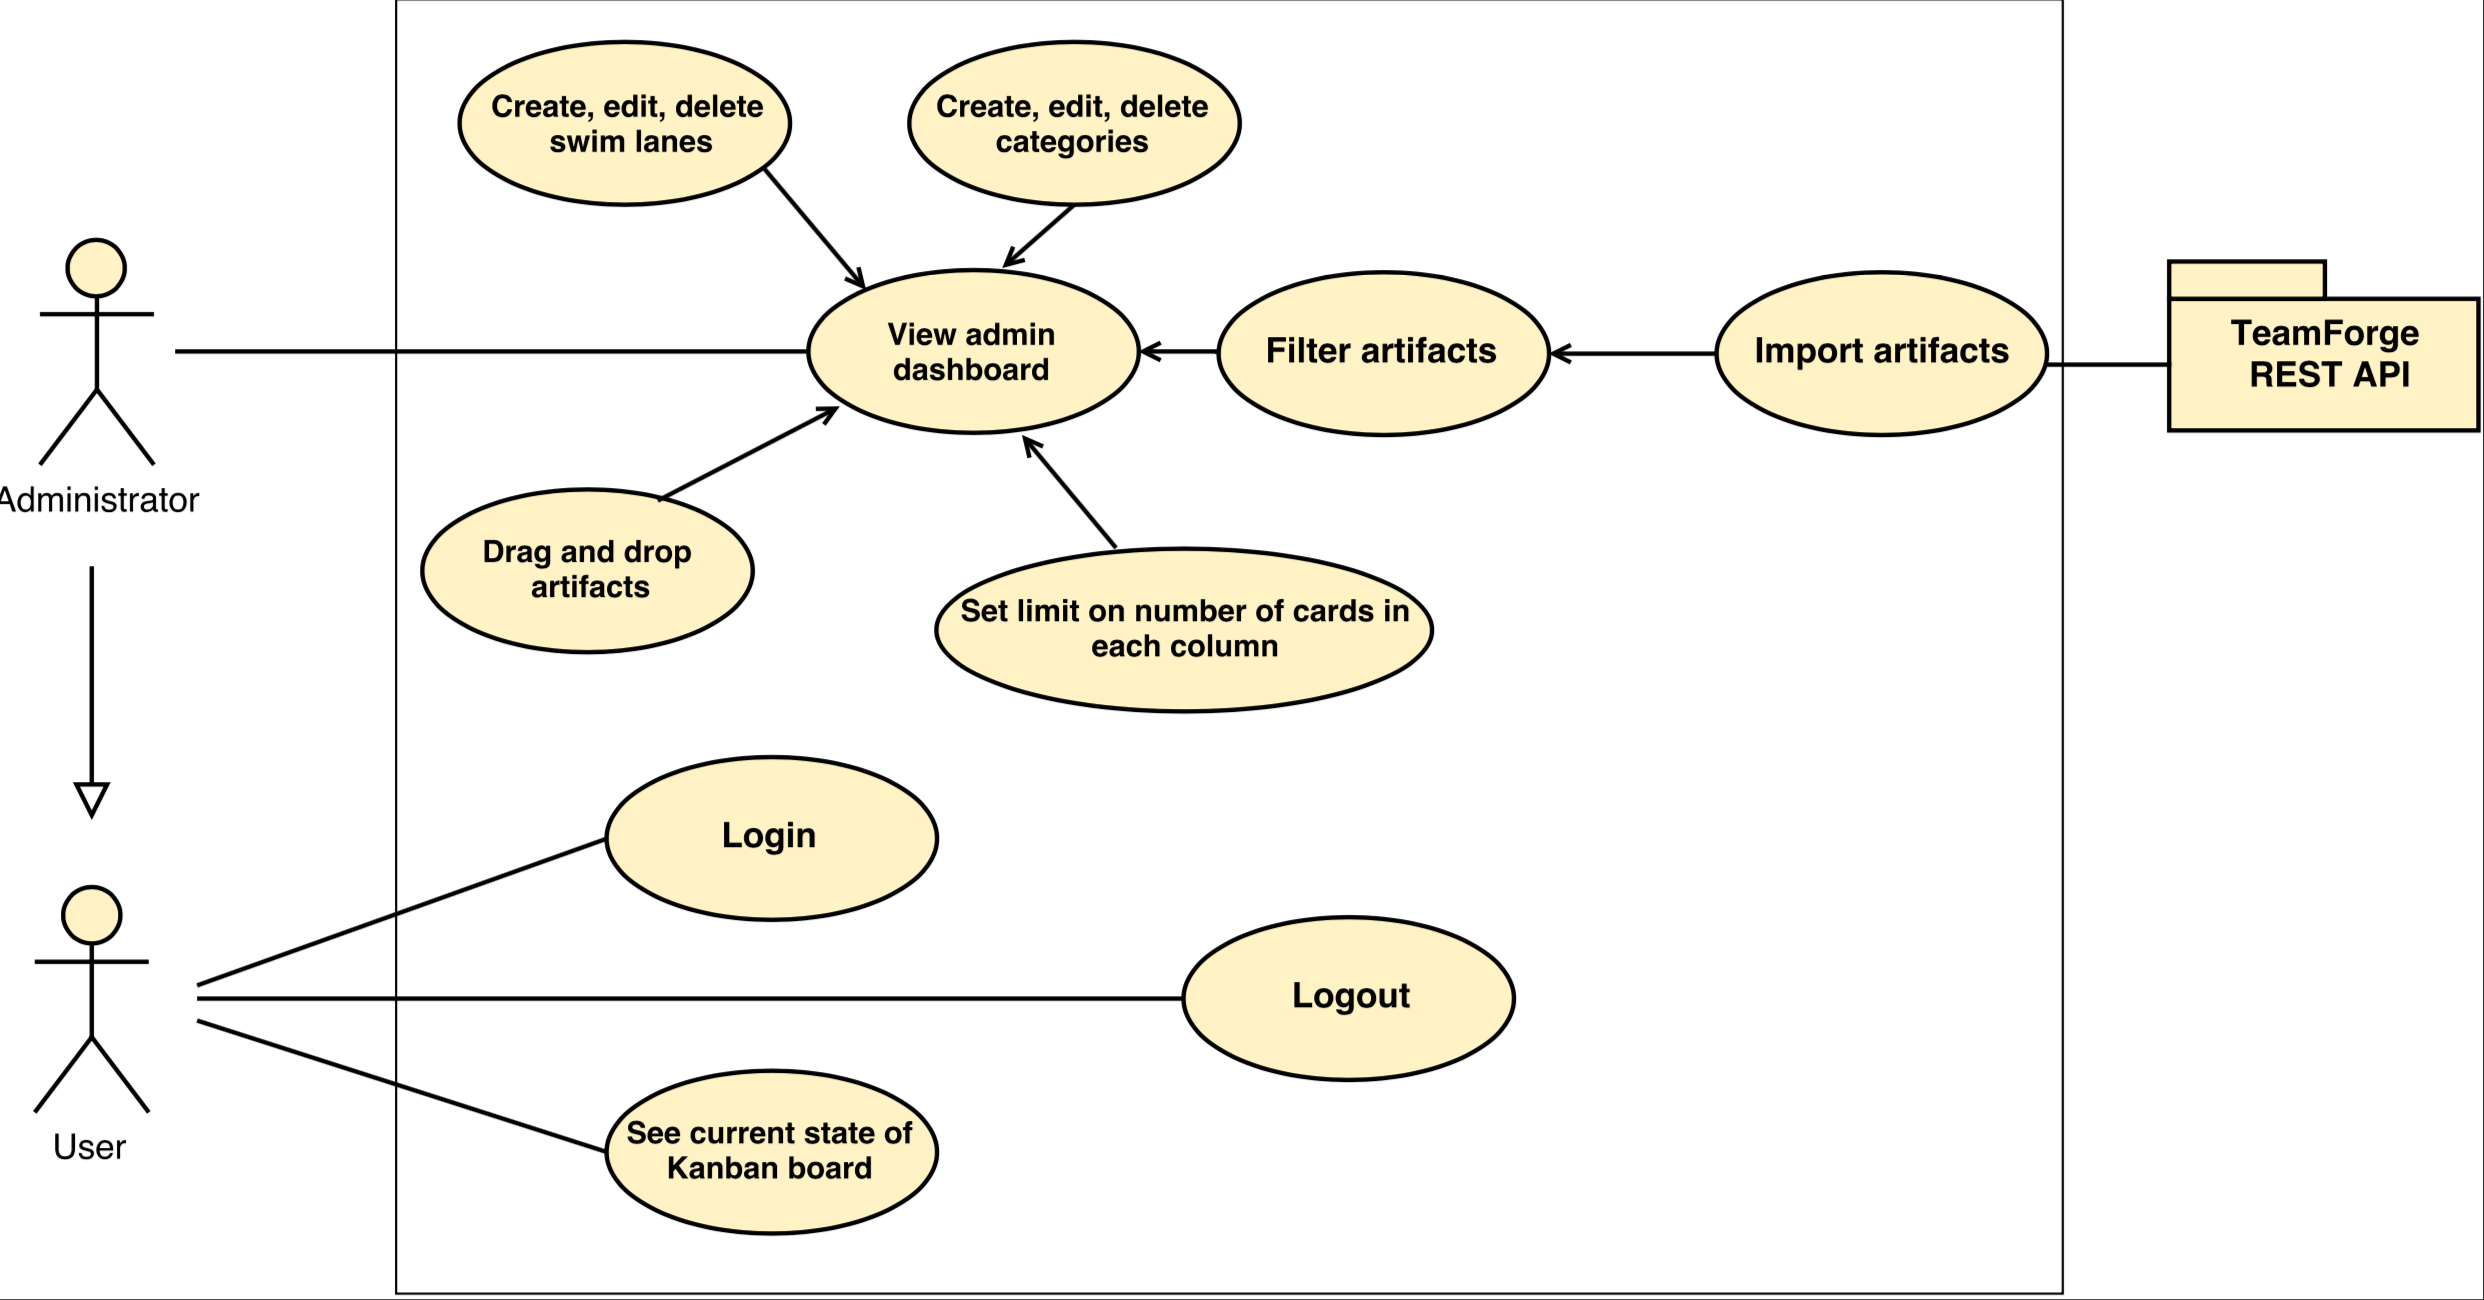 Create, edit, delete
swim lanes
Create, edit, delete
categories
View admin
dashboard
Filter artifacts
Import artifacts
TeamForge
REST API
Administrator
Drag and drop
artifacts
Set limit on number of cards in
each column
Login
Logout
User
See current state of
Kanban board